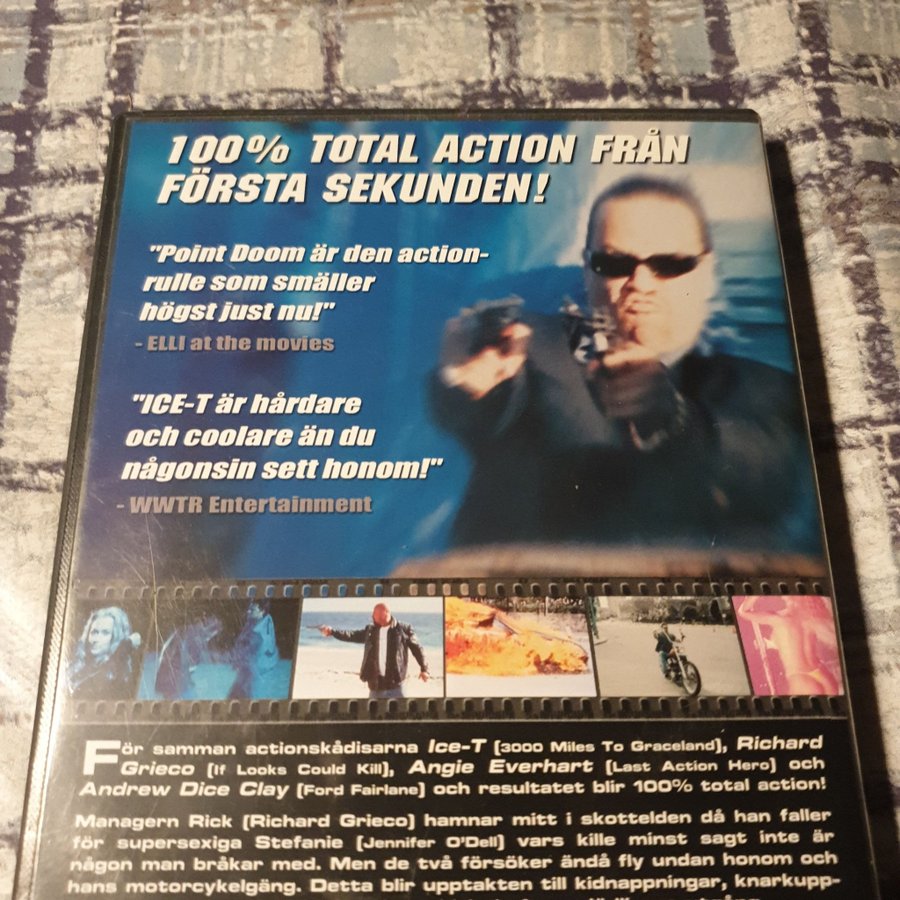 100% TOTAL ACTION FRÅN
FÖRSTA SEKUNDEN!
"Point Doom är den action-
rulle som smäller
högst just nu!"
- ELLI at the movies
"ICE-T är hårdare
och coolare än du
någonsin sett honom!"
- WWTR Entertainment
För samman actionskådisarna Ice-T [3000 Miles To Graceland], Richard
Grieco [If Looks Could Kill], Angie Everhart [Last Action Hero] och
Andrew Dice Clay [Ford Fairlane] och resultatet blir 100% total action!
Managern Rick [Richard Grieco] hamnar mitt i skottelden då han faller
för supersexiga Stefanie [Jennifer O'Dell] vars kille minst sagt inte är
någon man bråkar med. Men de två försöker ändå fly undan honom och
hans motorcykelgäng. Detta blir upptakten till kidnappningar, knarkupp-